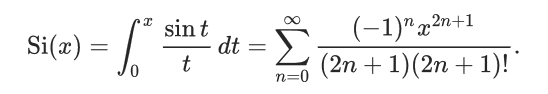 Si(x) = ∫₀ˣ (sin t / t) dt = ∑_{n=0}^{∞} (-1)ⁿ x²ⁿ⁺¹ / ((2n + 1)(2n + 1)!).